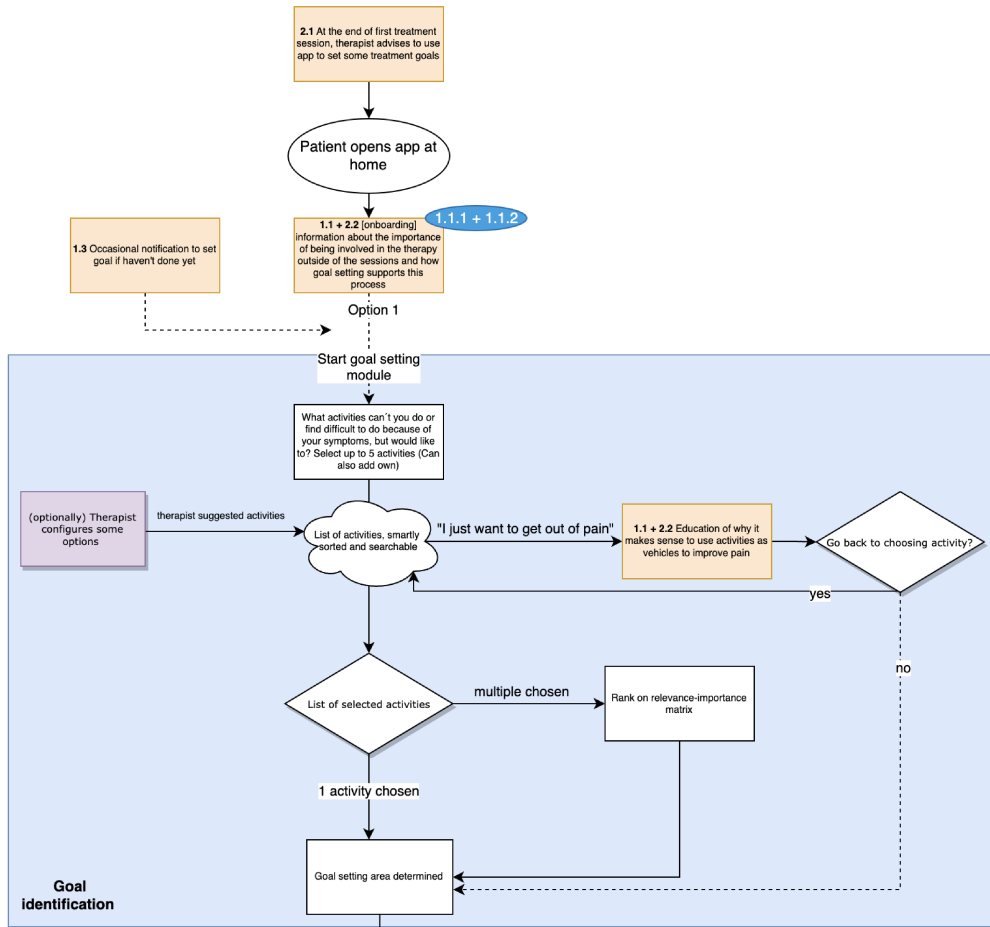 2.1 At the end of first treatment
session, therapist advises to use
app to set some treatment goals
Patient opens app at
home
1.1.1 + 1.1.2
1.1 + 2.2 [onboarding]
information about the importance
of being involved in the therapy
outside of the sessions and how
goal setting supports this
process
1.3 Occasional notification to set
goal if haven't done yet
Option 1
Start goal setting
module
What activities can´t you do or
find difficult to do because of
your symptoms, but would like
to? Select up to 5 activities (Can
also add own)
(optionally) Therapist
configures some
options
therapist suggested activities
List of activities, smartly
sorted and searchable
"I just want to get out of pain"
1.1 + 2.2 Education of why it
makes sense to use activities as
vehicles to improve pain
Go back to choosing activity?
yes
no
List of selected activities
multiple chosen
Rank on relevance-importance
matrix
1 activity chosen
Goal setting area determined
Goal
identification